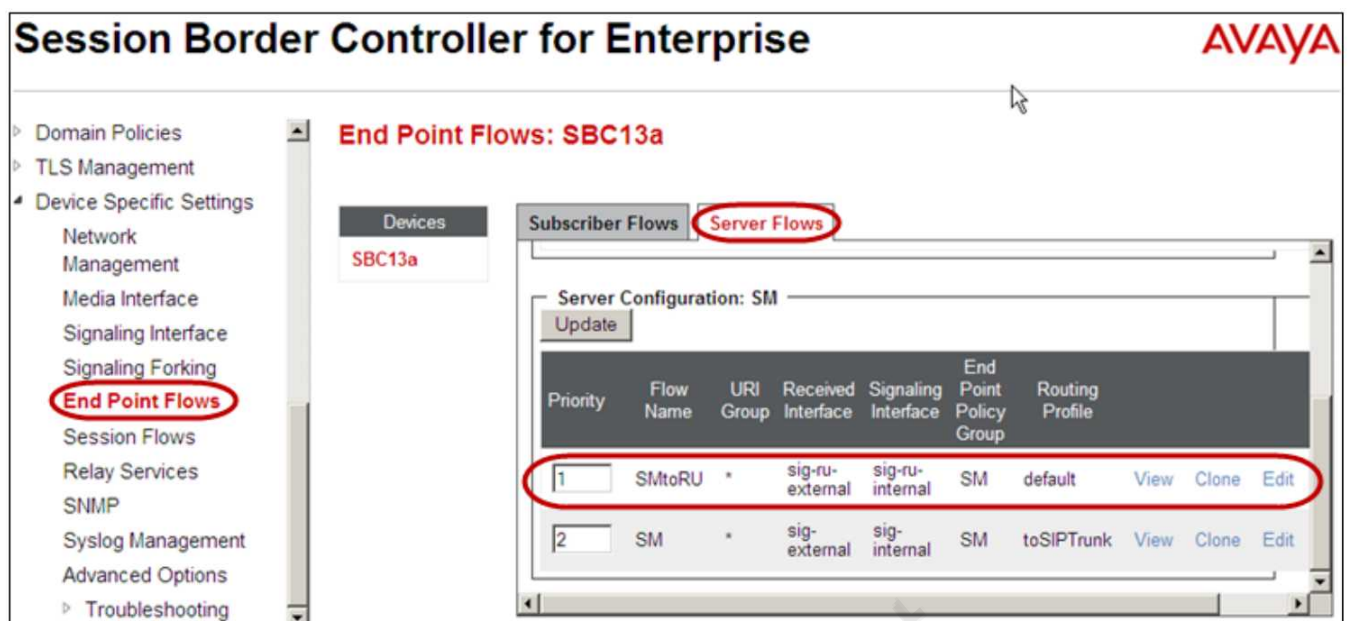 Session Border Controller for Enterprise
AVAYA
Domain Policies
TLS Management
Device Specific Settings
Network
Management
Media Interface
Signaling Interface
Signaling Forking
End Point Flows
Session Flows
Relay Services
SNMP
Syslog Management
Advanced Options
Troubleshooting
End Point Flows: SBC13a
Devices
SBC13a
Subscriber Flows Server Flows
Server Configuration: SM
Update
Priority Flow Name URI Group Received Interface Signaling Interface End Point Policy Group Routing Profile
1 SMtoRU * sig-ru-external sig-ru-internal SM default View Clone Edit
2 SM * sig-external sig-internal SM toSIPTrunk View Clone Edit